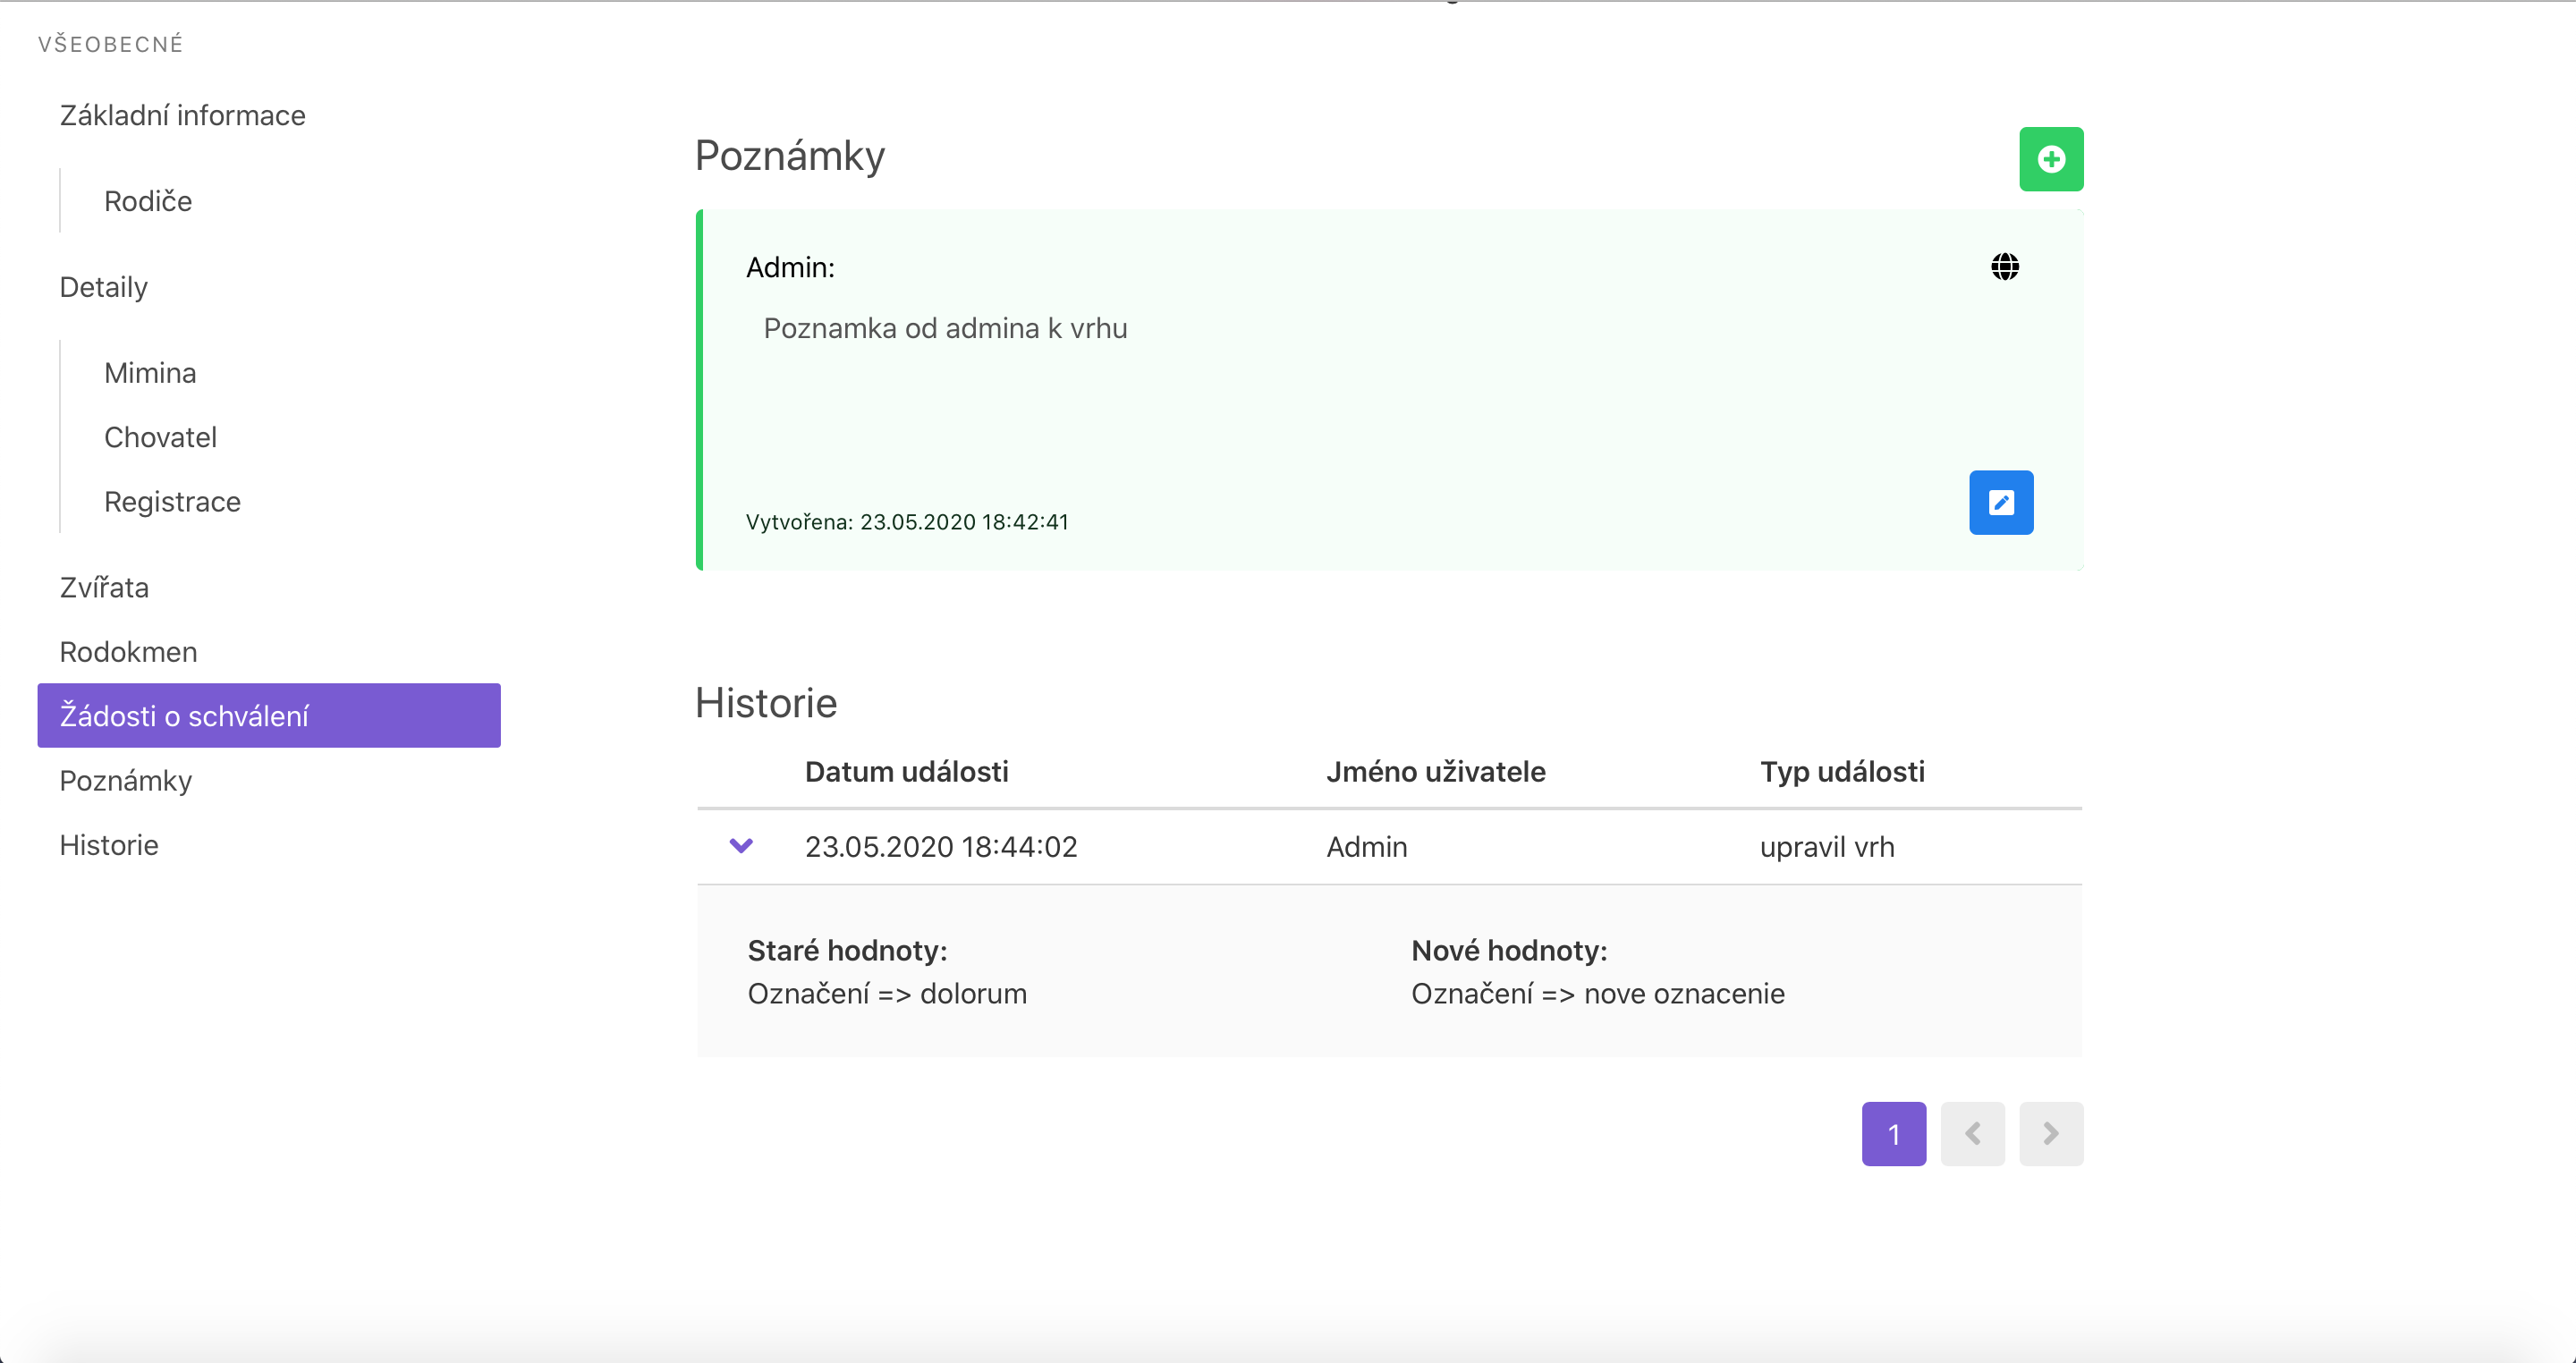 VŠEOBECNÉ
Základní informace
Rodiče
Detaily
Mimina
Chovatel
Registrace
Zvířata
Rodokmen
Žádosti o schválení
Poznámky
Historie
Poznámky
Admin:
Poznamka od admina k vrhu
Vytvořena: 23.05.2020 18:42:41
Historie
Datum události Jméno uživatele Typ události
23.05.2020 18:44:02 Admin upravil vrh
Staré hodnoty: Nové hodnoty:
Označení => dolorum Označení => nove oznacenie
1